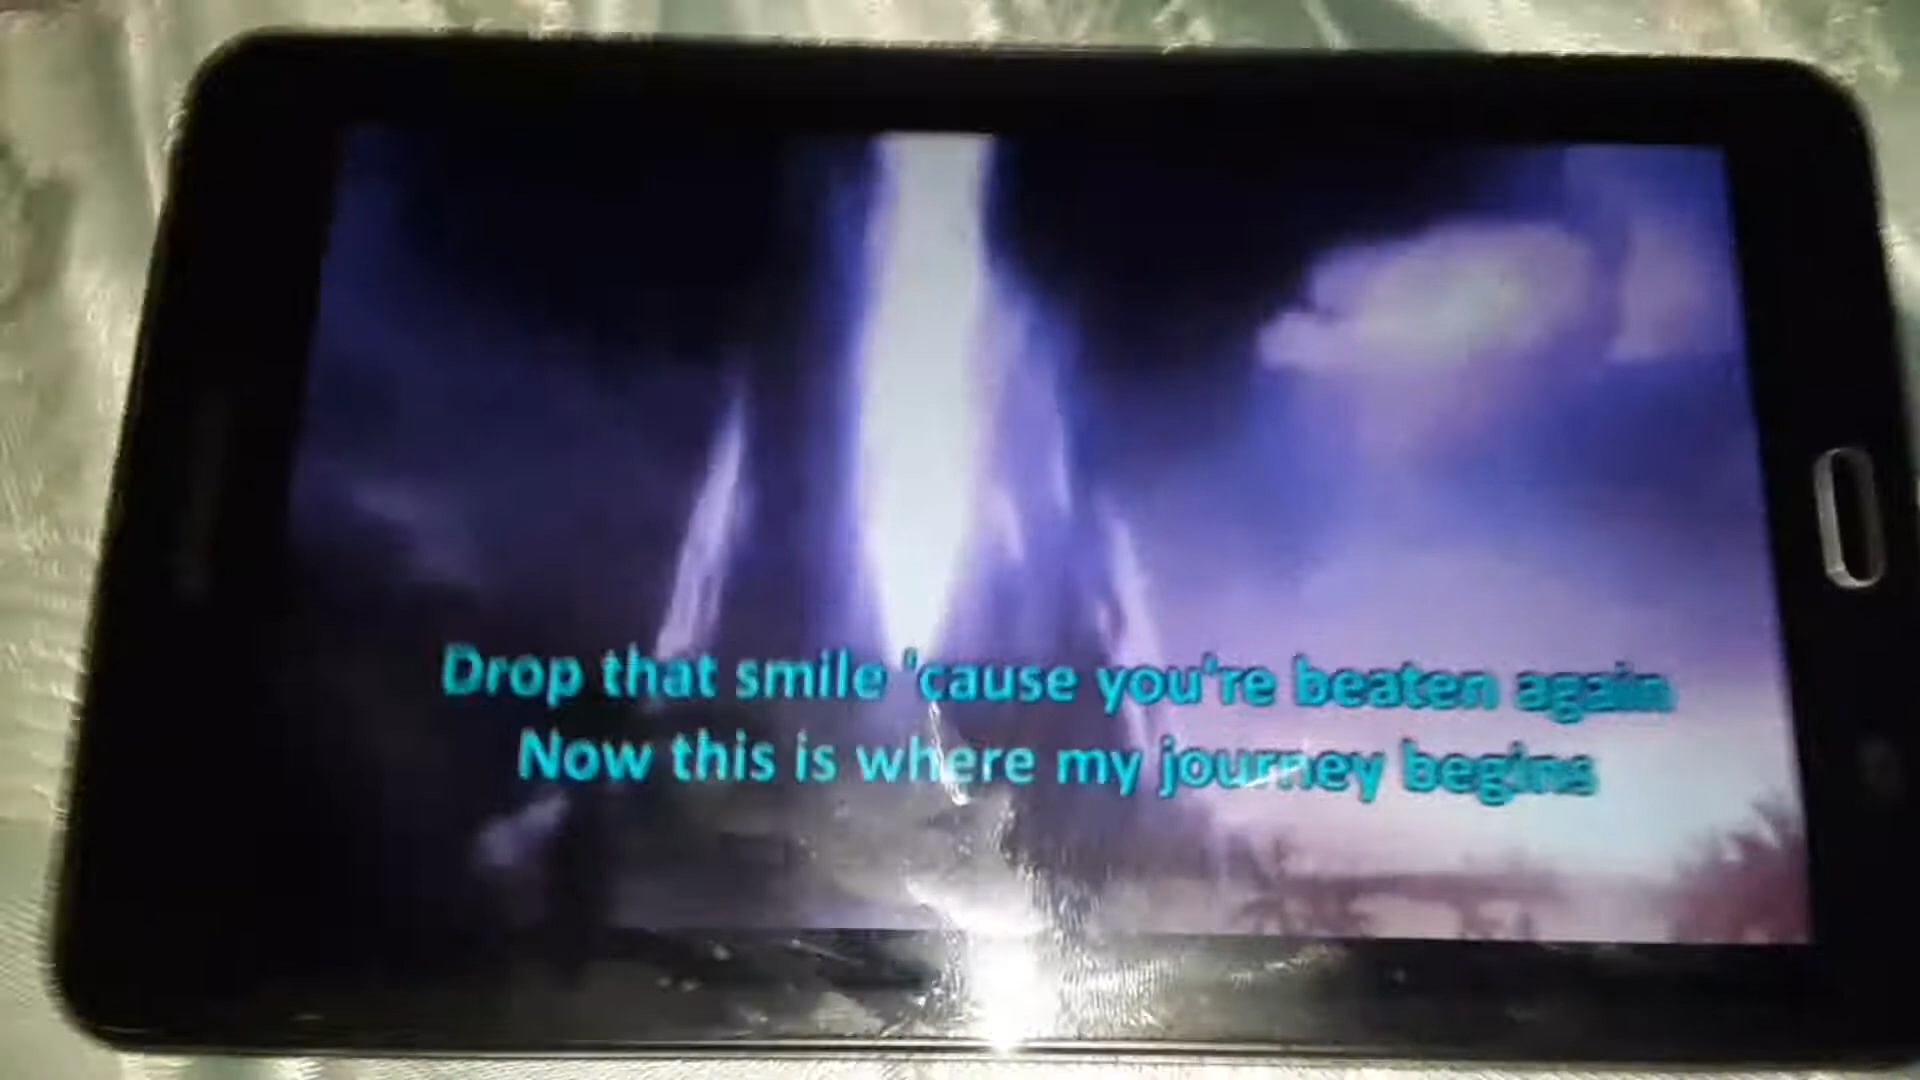 Drop that smile 'cause you're beaten again
Now this is where my journey begins